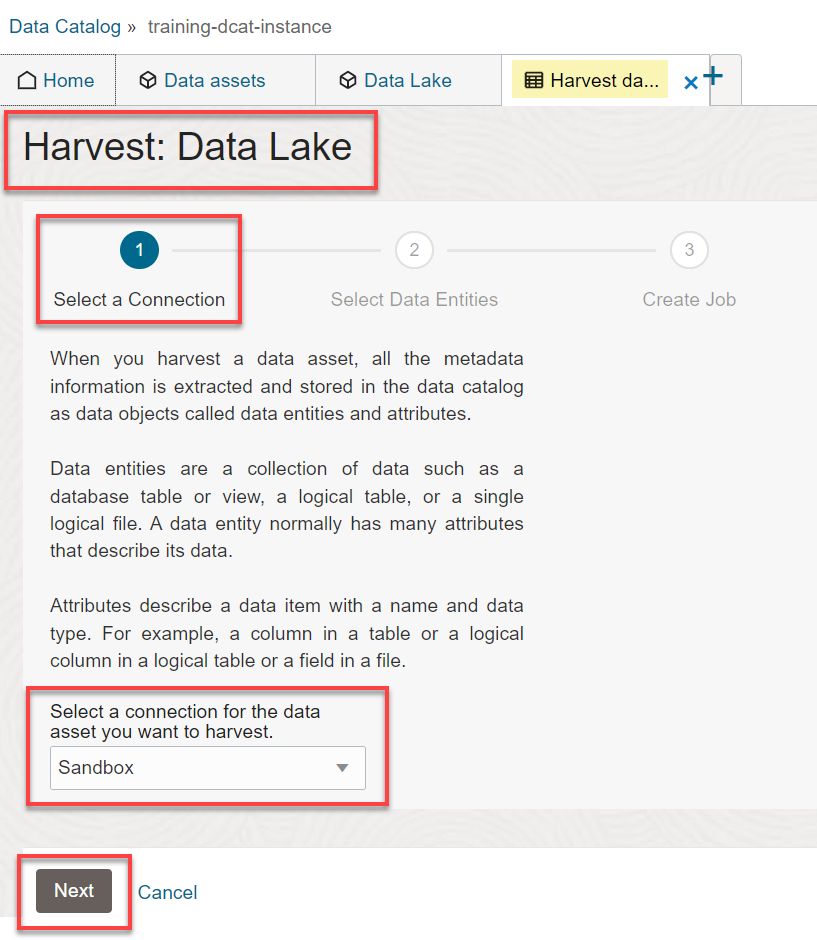 Data Catalog » training-dcat-instance
Home Data assets Data Lake Harvest da... × +
Harvest: Data Lake
1 2 3
Select a Connection Select Data Entities Create Job
When you harvest a data asset, all the metadata
information is extracted and stored in the data catalog
as data objects called data entities and attributes.
Data entities are a collection of data such as a
database table or view, a logical table, or a single
logical file. A data entity normally has many attributes
that describe its data.
Attributes describe a data item with a name and data
type. For example, a column in a table or a logical
column in a logical table or a field in a file.
Select a connection for the data
asset you want to harvest.
Sandbox
Next Cancel